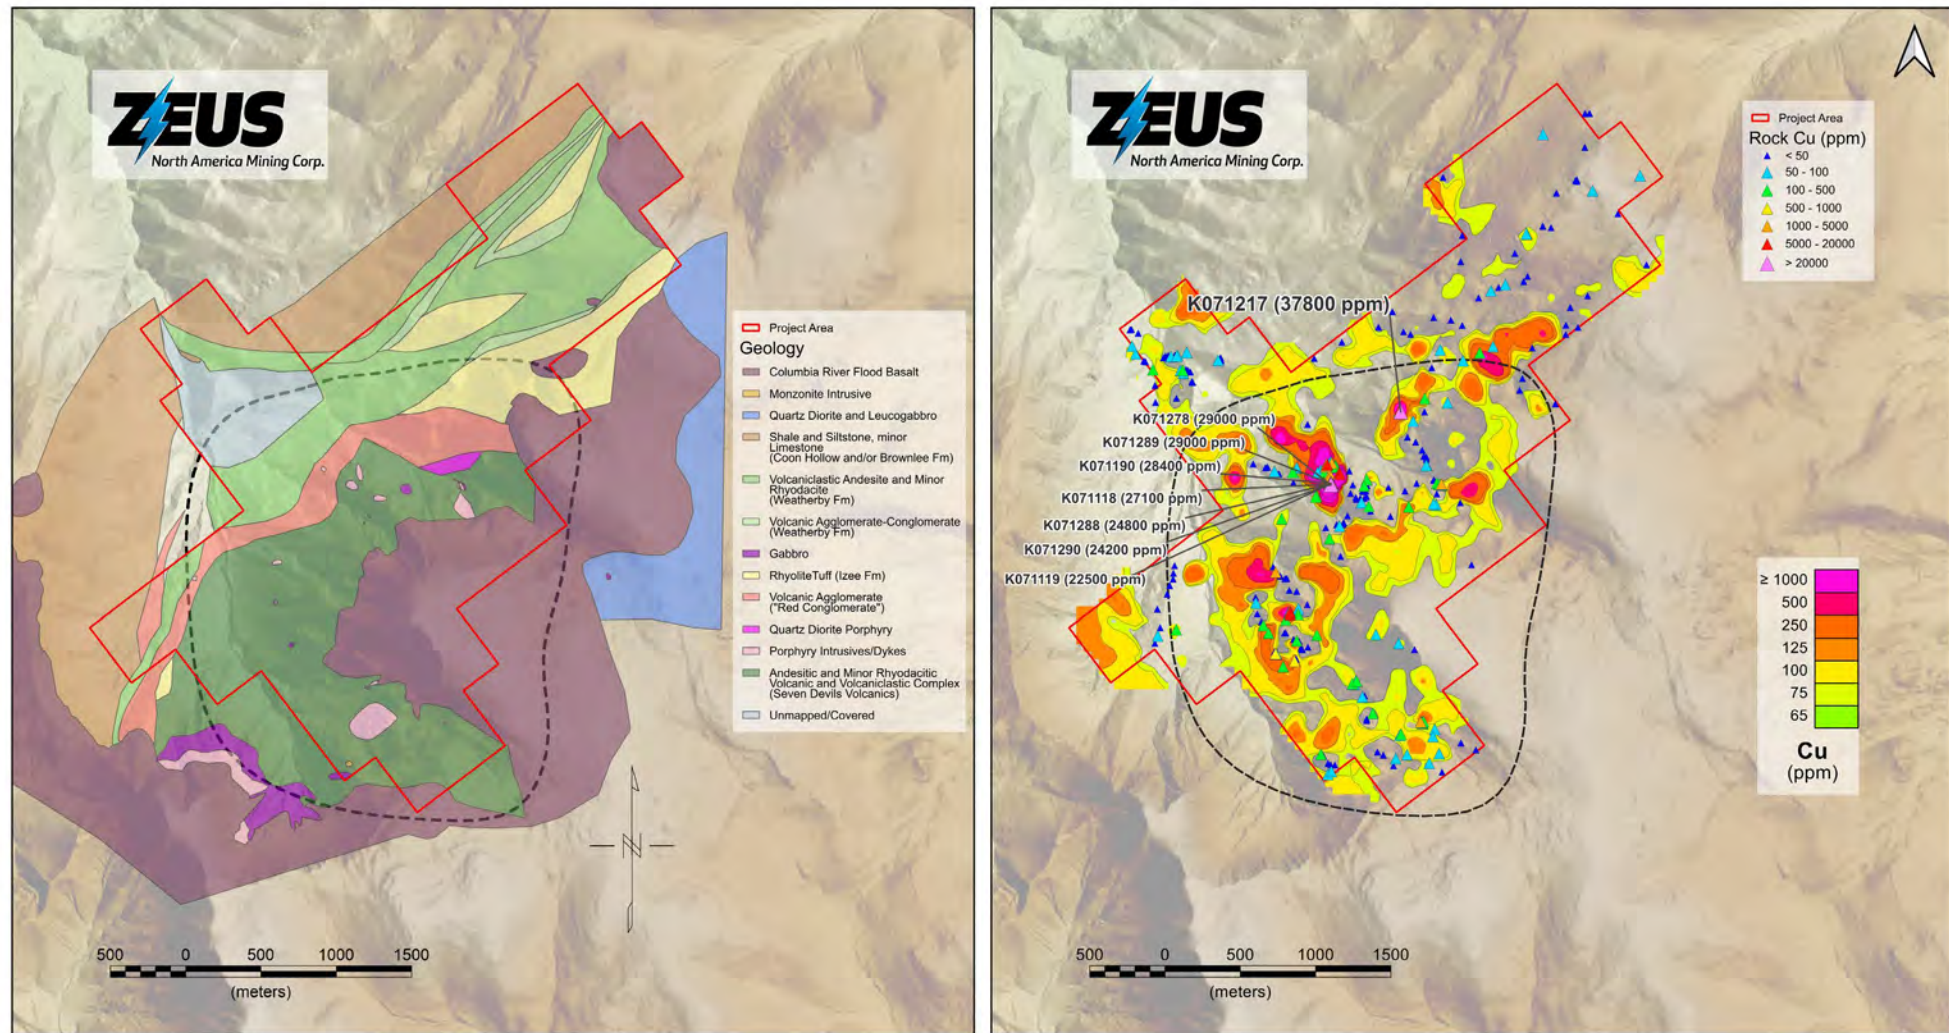 ZEUS
North America Mining Corp.
Project Area
Geology
Columbia River Flood Basalt
Monzonite Intrusive
Quartz Diorite and Leucogabbro
Shale and Siltstone, minor
Limestone
(Coon Hollow and/or Brownlee Fm)
Volcaniclastic Andesite and Minor
Rhyodacite
(Weatherby Fm)
Volcanic Agglomerate-Conglomerate
(Weatherby Fm)
Gabbro
RhyoliteTuff (Izee Fm)
Volcanic Agglomerate
("Red Conglomerate")
Quartz Diorite Porphyry
Porphyry Intrusives/Dykes
Andesitic and Minor Rhyodacitic
Volcanic and Volcaniclastic Complex
(Seven Devils Volcanics)
Unmapped/Covered
N
500 0 500 1000 1500
(meters)
ZEUS
North America Mining Corp.
Project Area
Rock Cu (ppm)
< 50
50 - 100
100 - 500
500 - 1000
1000 - 5000
5000 - 20000
> 20000
K071217 (37800 ppm)
K071278 (29000 ppm)
K071289 (29000 ppm)
K071190 (28400 ppm)
K071118 (27100 ppm)
K071288 (24800 ppm)
K071290 (24200 ppm)
K071119 (22500 ppm)
≥ 1000
500
250
125
100
75
65
Cu
(ppm)
500 0 500 1000 1500
(meters)